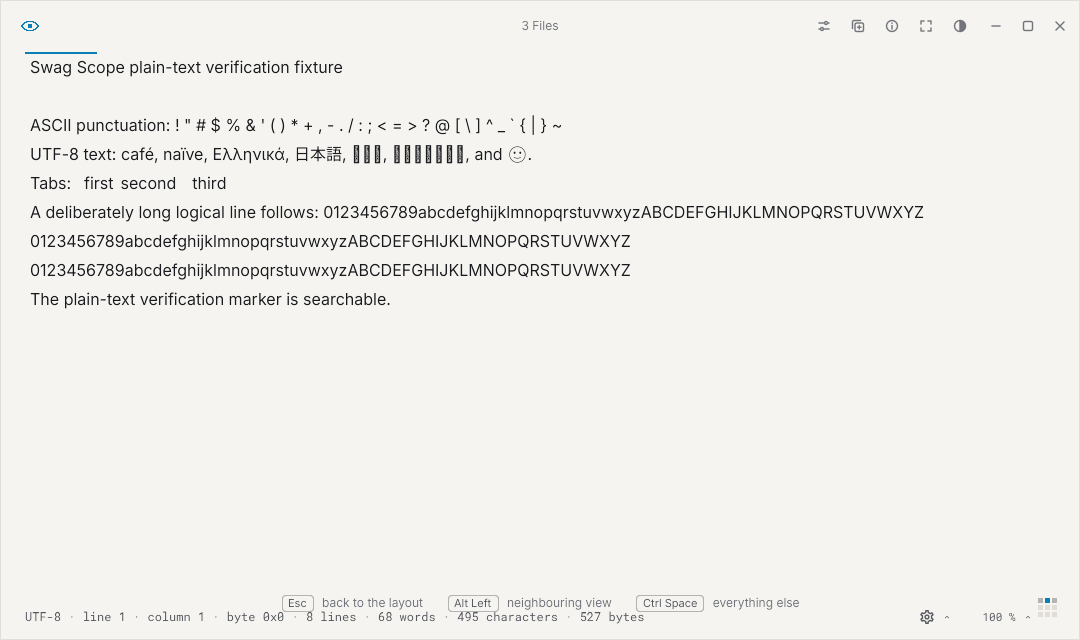 3 Files
Swag Scope plain-text verification fixture
ASCII punctuation: ! " # $ % & ' ( ) * + , - . / : ; < = > ? @ [ \ ] ^ _ ` { | } ~
UTF-8 text: café, naïve, Ελληνικά, 日本語, , , and 🙂.
Tabs: first second third
A deliberately long logical line follows: 0123456789abcdefghijklmnopqrstuvwxyzABCDEFGHIJKLMNOPQRSTUVWXYZ
0123456789abcdefghijklmnopqrstuvwxyzABCDEFGHIJKLMNOPQRSTUVWXYZ
0123456789abcdefghijklmnopqrstuvwxyzABCDEFGHIJKLMNOPQRSTUVWXYZ
The plain-text verification marker is searchable.
Esc back to the layout Alt Left neighbouring view Ctrl Space everything else
UTF-8 · line 1 · column 1 · byte 0x0 · 8 lines · 68 words · 495 characters · 527 bytes 100 %